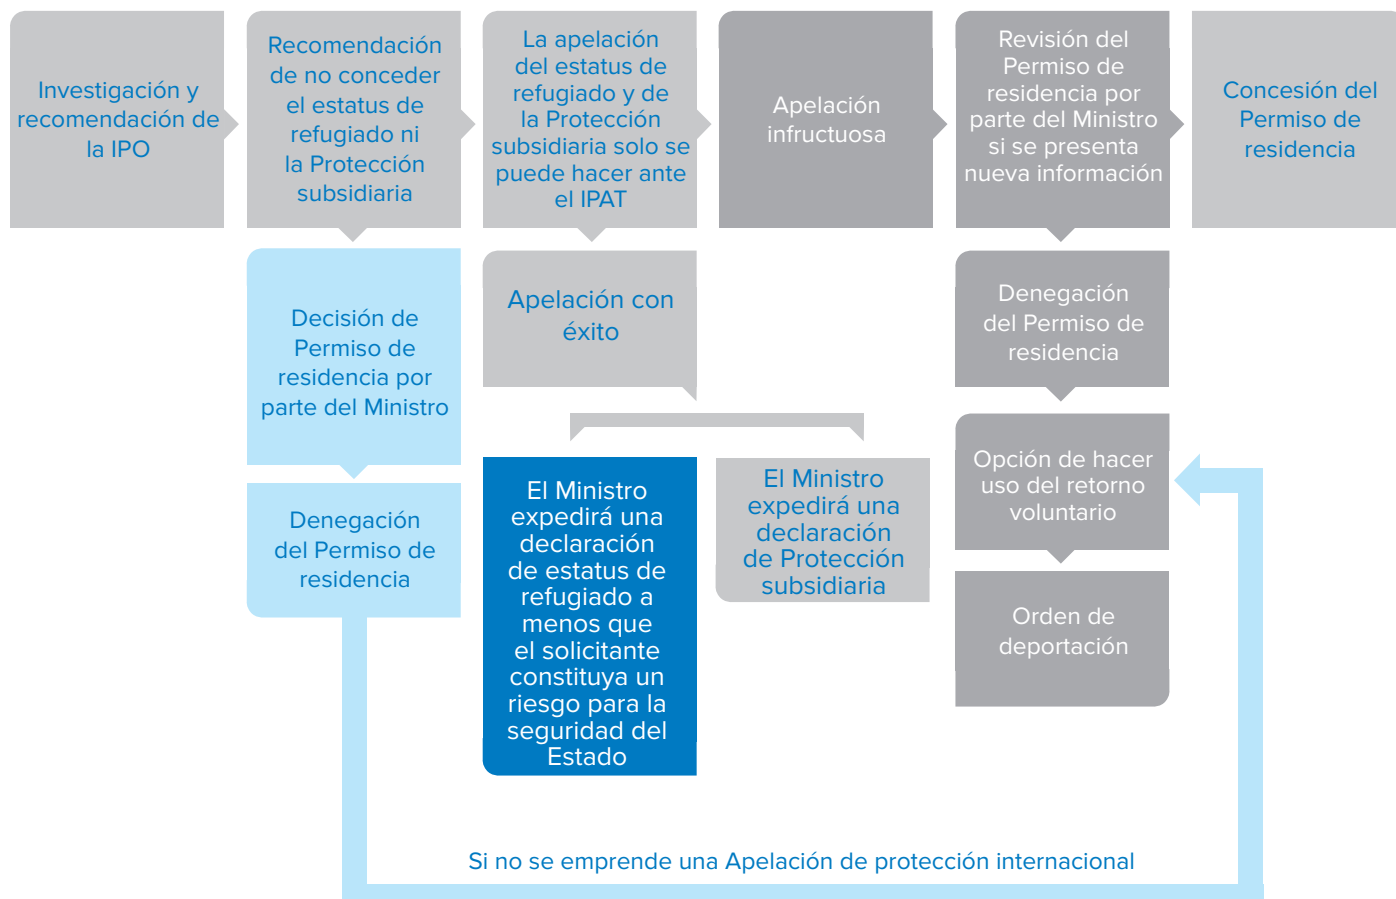 Investigación y
recomendación de
la IPO
Recomendación
de no conceder
el estatus de
refugiado ni
la Protección
subsidiaria
La apelación
del estatus de
refugiado y de
la Protección
subsidiaria solo se
puede hacer ante
el IPAT
Apelación
infructuosa
Revisión del
Permiso de
residencia por
parte del Ministro
si se presenta
nueva información
Concesión del
Permiso de
residencia
Decisión de
Permiso de
residencia por
parte del Ministro
Apelación con
éxito
Denegación
del Permiso de
residencia
Denegación
del Permiso de
residencia
El Ministro
expedirá una
declaración
de estatus de
refugiado a
menos que
el solicitante
constituya un
riesgo para la
seguridad del
Estado
El Ministro
expedirá una
declaración
de Protección
subsidiaria
Opción de hacer
uso del retorno
voluntario
Orden de
deportación
Si no se emprende una Apelación de protección internacional